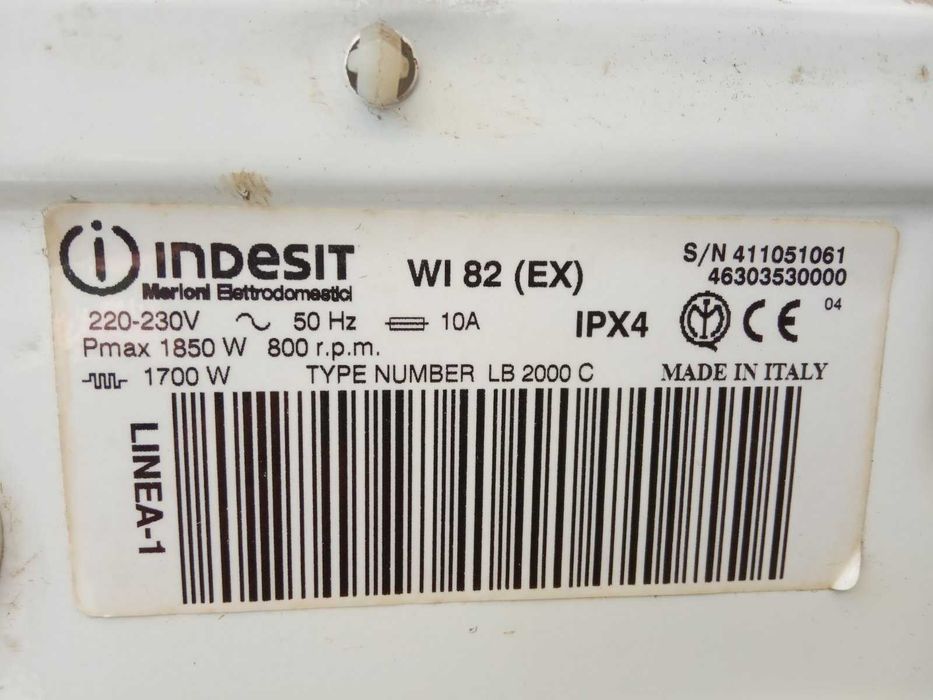 INDESIT
Merloni Elettrodomestici
WI 82 (EX)
S/N 411051061
46303530000
220-230V 50 Hz 10A
IPX4
CE
04
Pmax 1850 W 800 r.p.m.
1700 W TYPE NUMBER LB 2000 C
MADE IN ITALY
LINEA-1